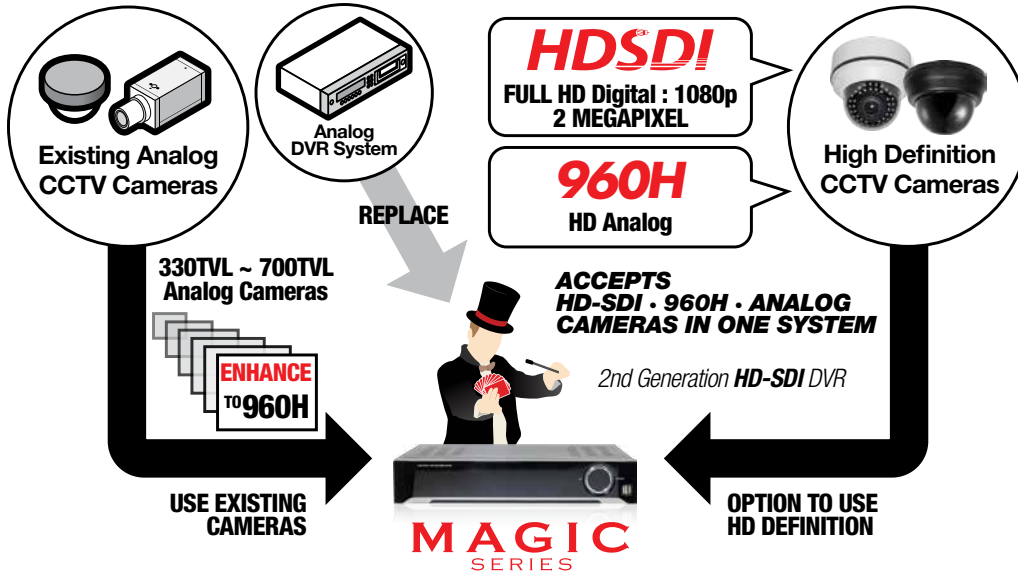 Existing Analog
CCTV Cameras
Analog
DVR System
HDSDI
FULL HD Digital : 1080p
2 MEGAPIXEL
960H
HD Analog
High Definition
CCTV Cameras
REPLACE
330TVL ~ 700TVL
Analog Cameras
ENHANCE
TO 960H
ACCEPTS
HD-SDI · 960H · ANALOG
CAMERAS IN ONE SYSTEM
2nd Generation HD-SDI DVR
USE EXISTING
CAMERAS
OPTION TO USE
HD DEFINITION
MAGIC
SERIES